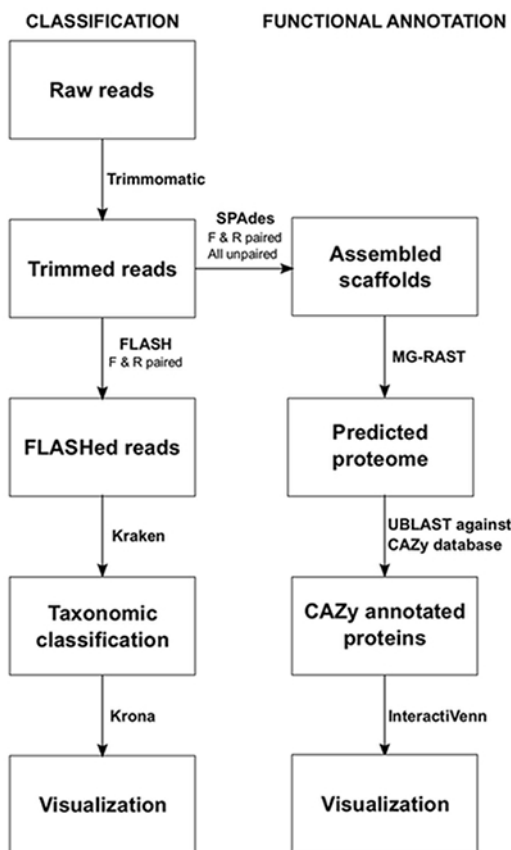 CLASSIFICATION
Raw reads
Trimmomatic
Trimmed reads
FLASH
F & R paired
FLASHed reads
Kraken
Taxonomic
classification
Krona
Visualization
FUNCTIONAL ANNOTATION
SPAdes
F & R paired
All unpaired
Assembled
scaffolds
MG-RAST
Predicted
proteome
UBLAST against
CAZy database
CAZy annotated
proteins
InteractiVenn
Visualization